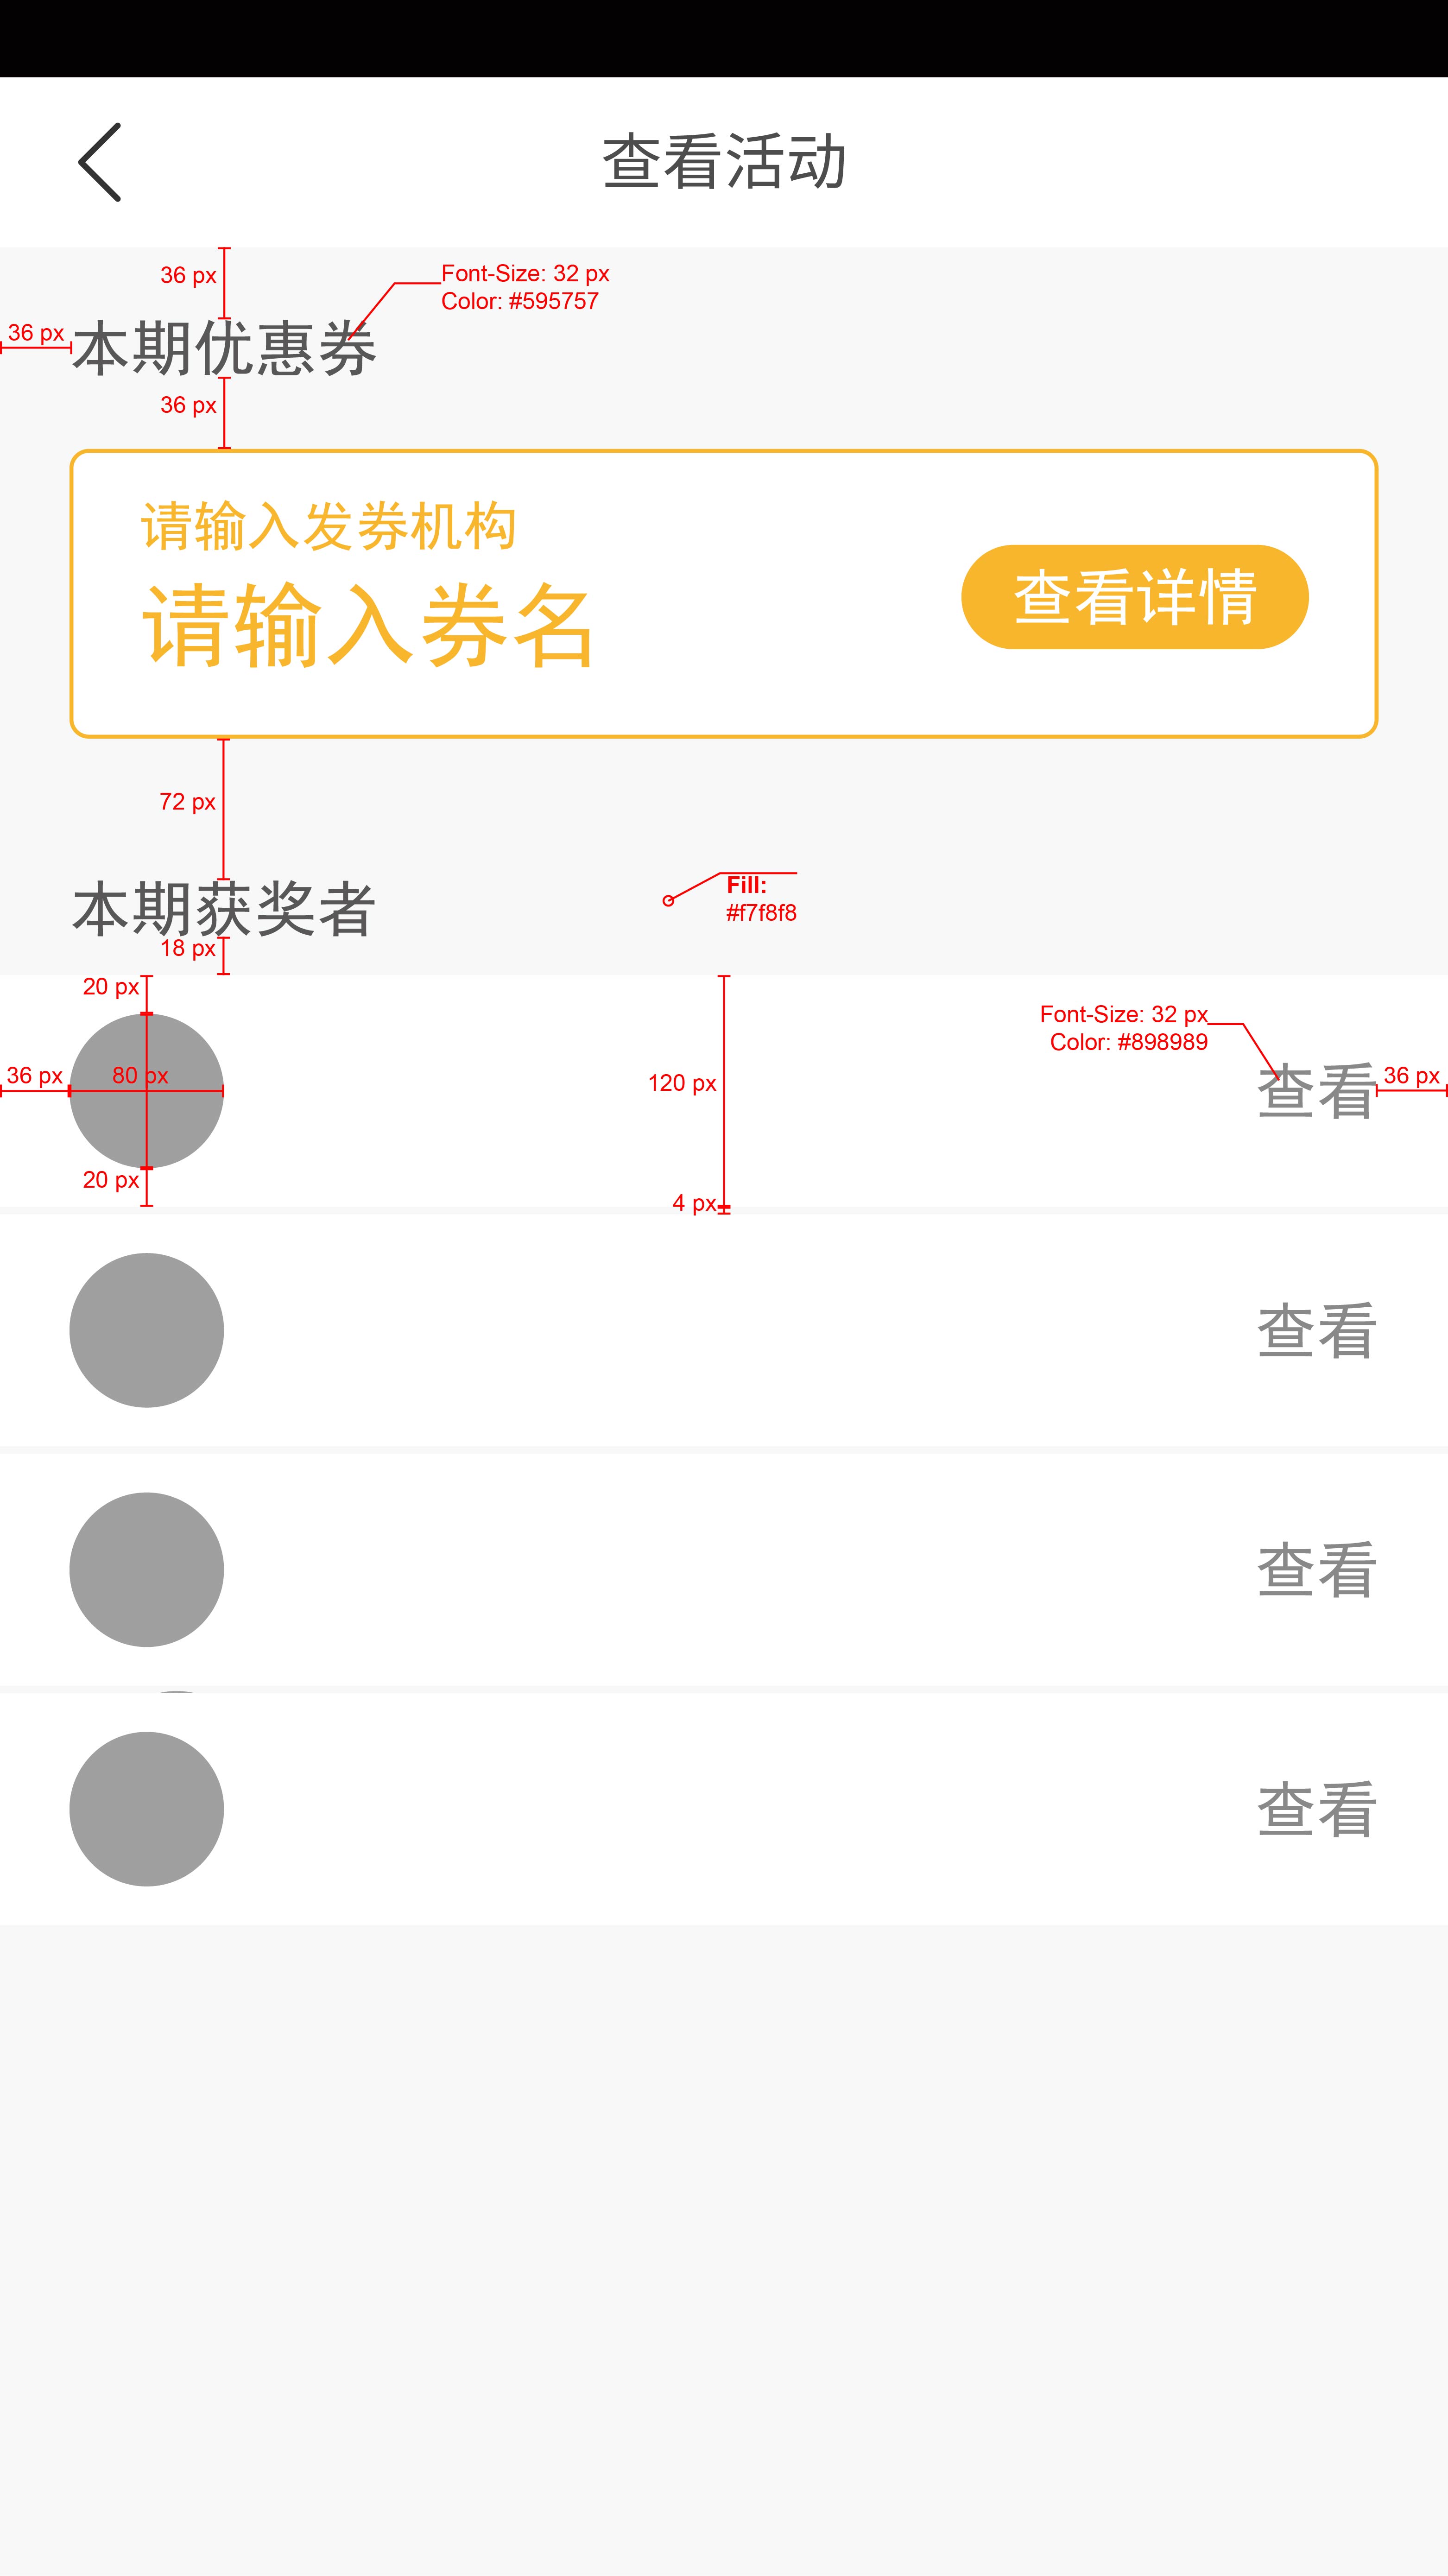 查看活动
36 px
Font-Size: 32 px
Color: #595757
36 px
本期优惠券
36 px
请输入发券机构
请输入券名
查看详情
72 px
本期获奖者
Fill:
#f7f8f8
18 px
20 px
Font-Size: 32 px
Color: #898989
36 px
80 px
120 px
查看
36 px
20 px
4 px
查看
查看
查看